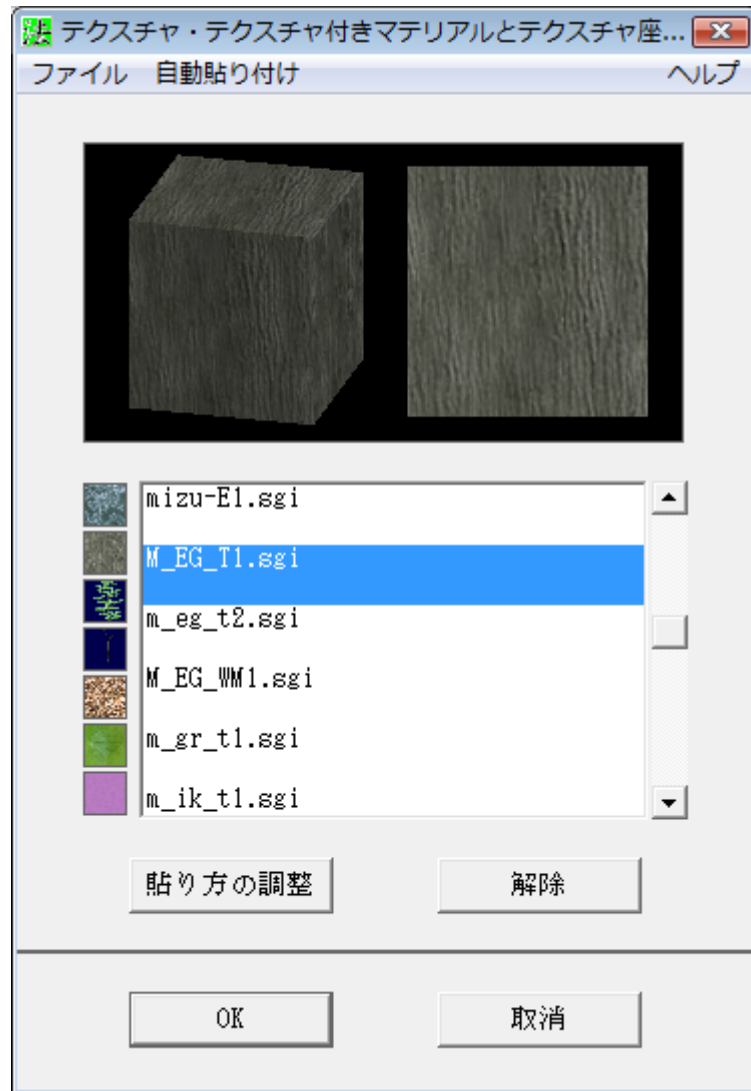 テクスチャ・テクスチャ付きマテリアルとテクスチャ座...
ファイル 自動貼り付け ヘルプ
mizu-E1.sgi
M_EG_T1.sgi
m_eg_t2.sgi
M_EG_WM1.sgi
m_gr_t1.sgi
m_ik_t1.sgi
貼り方の調整 解除
OK 取消